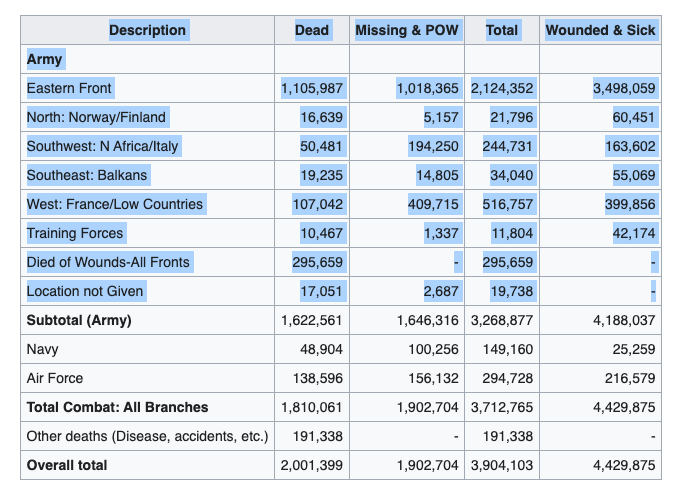 Description Dead Missing & POW Total Wounded & Sick
Army
Eastern Front 1,105,987 1,018,365 2,124,352 3,498,059
North: Norway/Finland 16,639 5,157 21,796 60,451
Southwest: N Africa/Italy 50,481 194,250 244,731 163,602
Southeast: Balkans 19,235 14,805 34,040 55,069
West: France/Low Countries 107,042 409,715 516,757 399,856
Training Forces 10,467 1,337 11,804 42,174
Died of Wounds-All Fronts 295,659 - 295,659 -
Location not Given 17,051 2,687 19,738 -
Subtotal (Army) 1,622,561 1,646,316 3,268,877 4,188,037
Navy 48,904 100,256 149,160 25,259
Air Force 138,596 156,132 294,728 216,579
Total Combat: All Branches 1,810,061 1,902,704 3,712,765 4,429,875
Other deaths (Disease, accidents, etc.) 191,338 - 191,338 -
Overall total 2,001,399 1,902,704 3,904,103 4,429,875